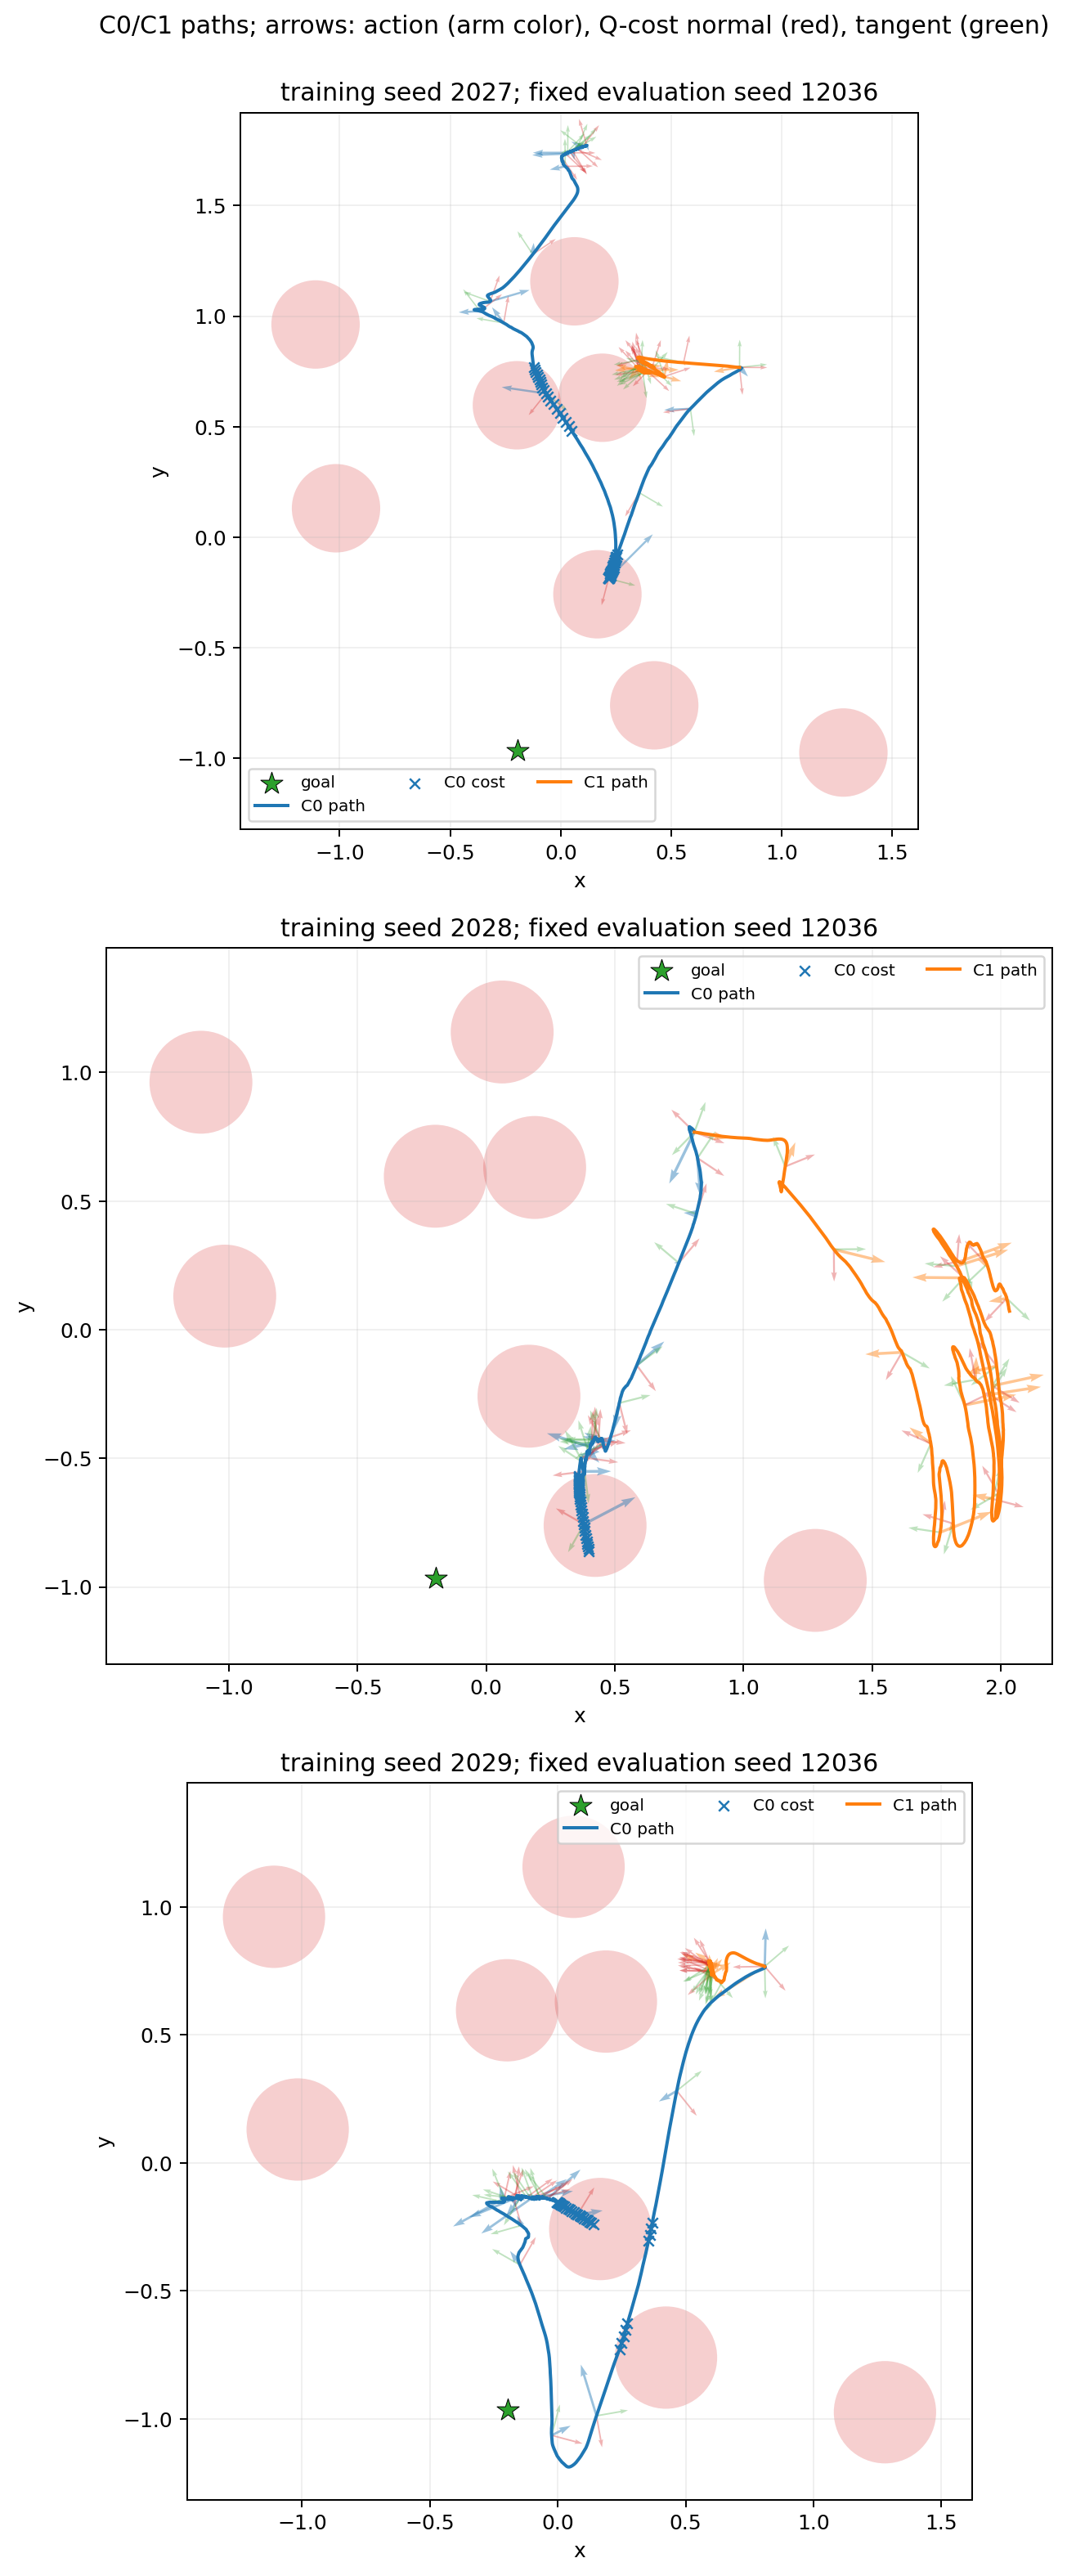 C0/C1 paths; arrows: action (arm color), Q-cost normal (red), tangent (green)
training seed 2027; fixed evaluation seed 12036
1.5
1.0
0.5
0.0
−0.5
−1.0
y
goal
C0 path
C0 cost
C1 path
−1.0 −0.5 0.0 0.5 1.0 1.5
x
training seed 2028; fixed evaluation seed 12036
goal
C0 path
C0 cost
C1 path
1.0
0.5
0.0
−0.5
−1.0
y
−1.0 −0.5 0.0 0.5 1.0 1.5 2.0
x
training seed 2029; fixed evaluation seed 12036
goal
C0 path
C0 cost
C1 path
1.0
0.5
0.0
−0.5
−1.0
y
−1.0 −0.5 0.0 0.5 1.0 1.5
x